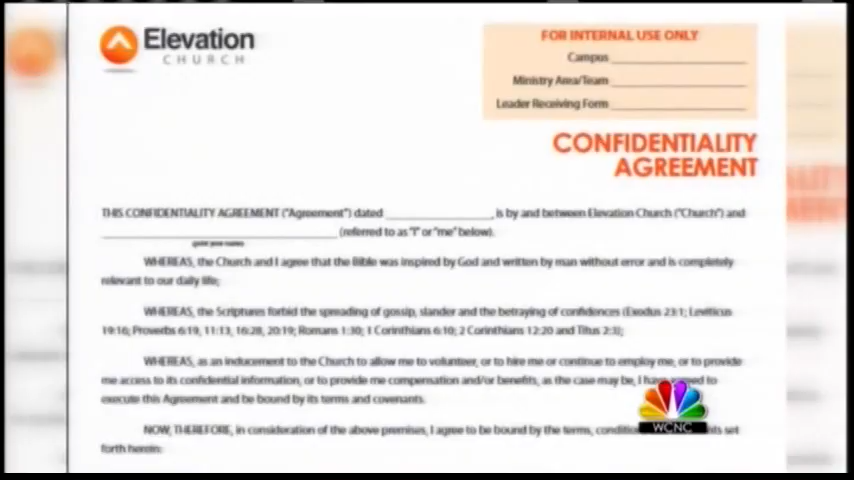 Elevation
CHURCH
FOR INTERNAL USE ONLY
Campus
Ministry Area/Team
Leader Receiving Form
CONFIDENTIALITY
AGREEMENT
THIS CONFIDENTIALITY AGREEMENT ("Agreement") dated ____________, is by and between Elevation Church ("Church") and
____________ (referred to as "I" or "me" below).
(print your name)
WHEREAS, the Church and I agree that the Bible was inspired by God and written by man without error and is completely
relevant to our daily life;
WHEREAS, the Scriptures forbid the spreading of gossip, slander and the betraying of confidences (Exodus 23:1; Leviticus
19:16; Proverbs 6:19, 11:13, 16:28, 20:19; Romans 1:30; 1 Corinthians 6:10; 2 Corinthians 12:20 and Titus 2:3);
WHEREAS, as an inducement to the Church to allow me to volunteer, or to hire me or continue to employ me, or to provide
me access to its confidential information, or to provide me compensation and/or benefits, as the case may be, I to
execute this Agreement and be bound by its terms and covenants.
NOW, THEREFORE, in consideration of the above premises, I agree to be bound by the terms, set
forth herein:
WCNC